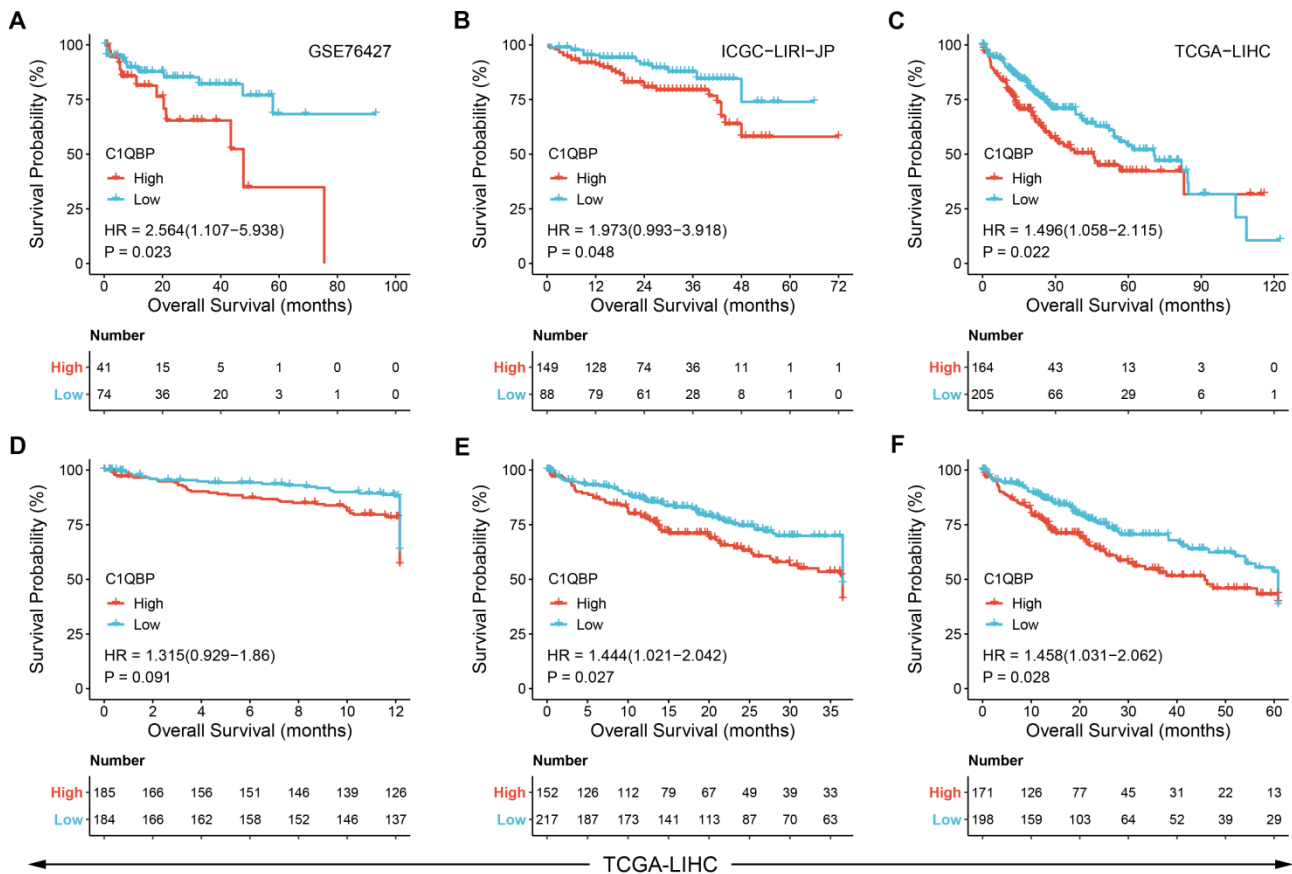 A
GSE76427
Survival Probability (%)
100
75
50
25
0
C1QBP
High
Low
HR = 2.564(1.107−5.938)
P = 0.023
0 20 40 60 80 100
Overall Survival (months)
Number
High 41 15 5 1 0 0
Low 74 36 20 3 1 0
B
ICGC−LIRI−JP
Survival Probability (%)
100
75
50
25
0
C1QBP
High
Low
HR = 1.973(0.993−3.918)
P = 0.048
0 12 24 36 48 60 72
Overall Survival (months)
Number
High 149 128 74 36 11 1 1
Low 88 79 61 28 8 1 0
C
TCGA−LIHC
Survival Probability (%)
100
75
50
25
0
C1QBP
High
Low
HR = 1.496(1.058−2.115)
P = 0.022
0 30 60 90 120
Overall Survival (months)
Number
High 164 43 13 3 0
Low 205 66 29 6 1
D
Survival Probability (%)
100
75
50
25
0
C1QBP
High
Low
HR = 1.315(0.929−1.86)
P = 0.091
0 2 4 6 8 10 12
Overall Survival (months)
Number
High 185 166 156 151 146 139 126
Low 184 166 162 158 152 146 137
E
Survival Probability (%)
100
75
50
25
0
C1QBP
High
Low
HR = 1.444(1.021−2.042)
P = 0.027
0 5 10 15 20 25 30 35
Overall Survival (months)
Number
High 152 126 112 79 67 49 39 33
Low 217 187 173 141 113 87 70 63
F
Survival Probability (%)
100
75
50
25
0
C1QBP
High
Low
HR = 1.458(1.031−2.062)
P = 0.028
0 10 20 30 40 50 60
Overall Survival (months)
Number
High 171 126 77 45 31 22 13
Low 198 159 103 64 52 39 29
TCGA-LIHC